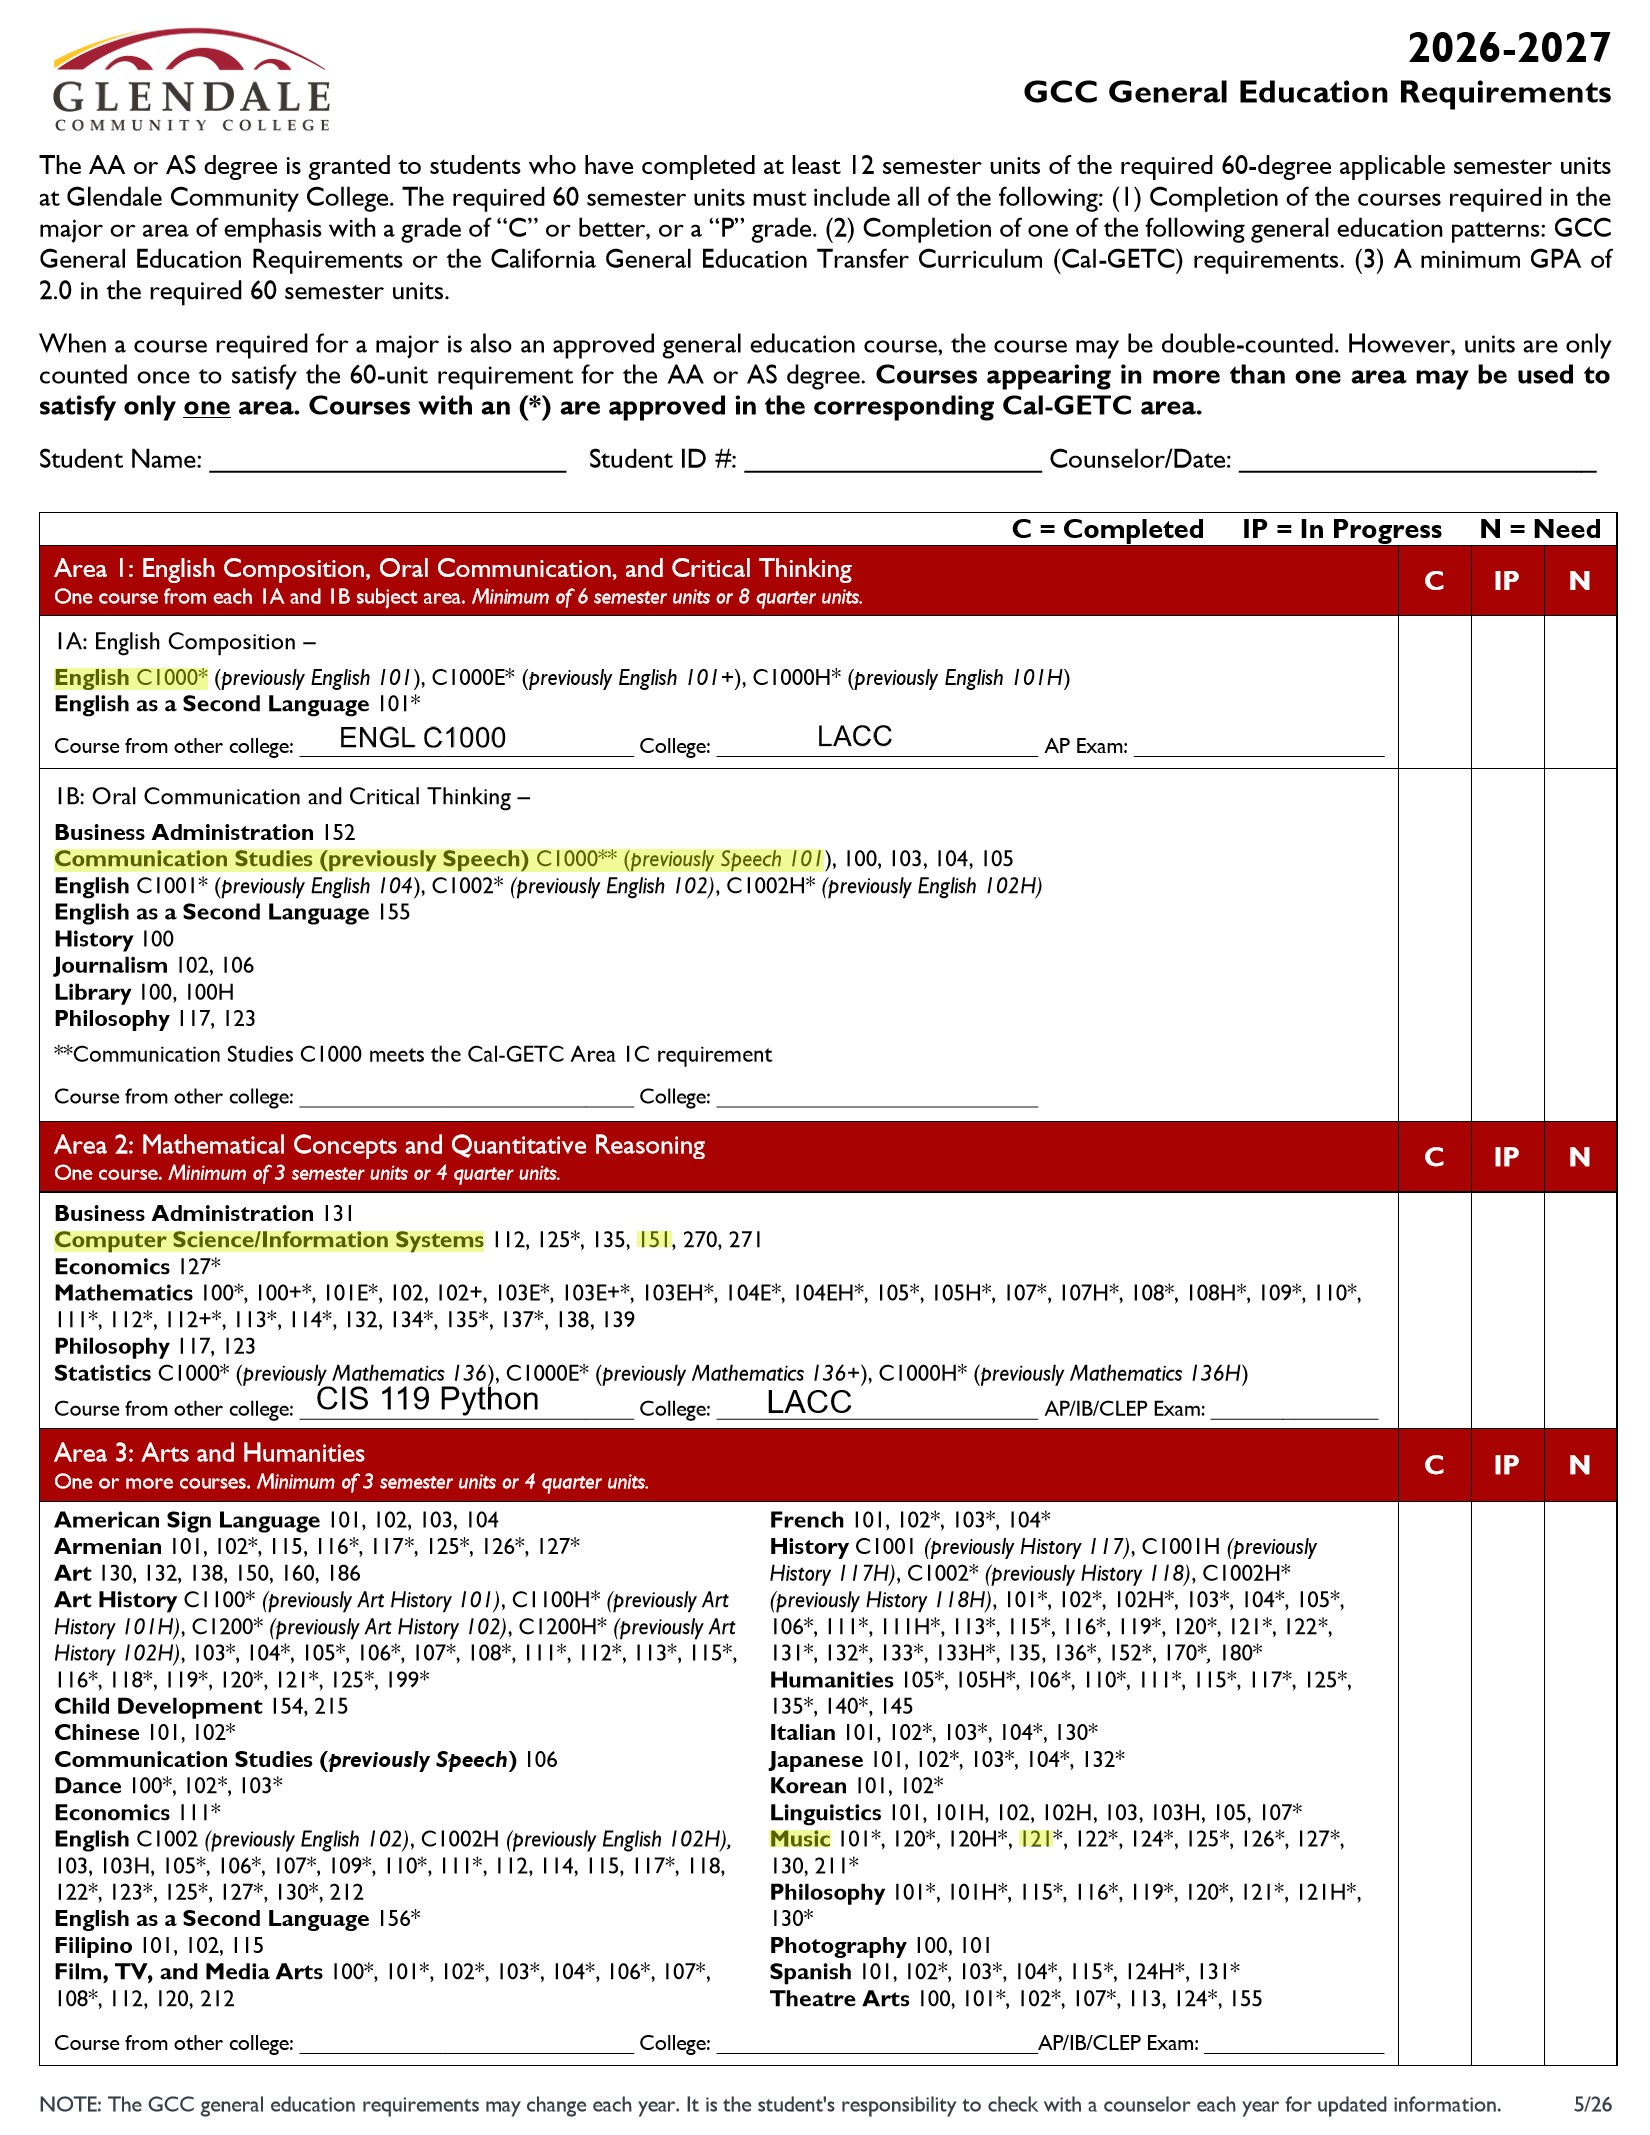 GLENDALE
COMMUNITY COLLEGE
2026-2027
GCC General Education Requirements
The AA or AS degree is granted to students who have completed at least 12 semester units of the required 60-degree applicable semester units
at Glendale Community College. The required 60 semester units must include all of the following: (1) Completion of the courses required in the
major or area of emphasis with a grade of “C” or better, or a “P” grade. (2) Completion of one of the following general education patterns: GCC
General Education Requirements or the California General Education Transfer Curriculum (Cal-GETC) requirements. (3) A minimum GPA of
2.0 in the required 60 semester units.
When a course required for a major is also an approved general education course, the course may be double-counted. However, units are only
counted once to satisfy the 60-unit requirement for the AA or AS degree. Courses appearing in more than one area may be used to
satisfy only one area. Courses with an (*) are approved in the corresponding Cal-GETC area.
Student Name: ____ Student ID #: ____ Counselor/Date: ____
C = Completed IP = In Progress N = Need
Area 1: English Composition, Oral Communication, and Critical Thinking
One course from each 1A and 1B subject area. Minimum of 6 semester units or 8 quarter units.
C IP N
1A: English Composition –
English C1000* (previously English 101), C1000E* (previously English 101+), C1000H* (previously English 101H)
English as a Second Language 101*
Course from other college: ENGL C1000 College: LACC AP Exam: ____
1B: Oral Communication and Critical Thinking –
Business Administration 152
Communication Studies (previously Speech) C1000** (previously Speech 101), 100, 103, 104, 105
English C1001* (previously English 104), C1002* (previously English 102), C1002H* (previously English 102H)
English as a Second Language 155
History 100
Journalism 102, 106
Library 100, 100H
Philosophy 117, 123
**Communication Studies C1000 meets the Cal-GETC Area 1C requirement
Course from other college: ____ College: ____
Area 2: Mathematical Concepts and Quantitative Reasoning
One course. Minimum of 3 semester units or 4 quarter units.
C IP N
Business Administration 131
Computer Science/Information Systems 112, 125*, 135, 151, 270, 271
Economics 127*
Mathematics 100*, 100+*, 101E*, 102, 102+, 103E*, 103E+*, 103EH*, 104E*, 104EH*, 105*, 105H*, 107*, 107H*, 108*, 108H*, 109*, 110*,
111*, 112*, 112+*, 113*, 114*, 132, 134*, 135*, 137*, 138, 139
Philosophy 117, 123
Statistics C1000* (previously Mathematics 136), C1000E* (previously Mathematics 136+), C1000H* (previously Mathematics 136H)
Course from other college: CIS 119 Python College: LACC AP/IB/CLEP Exam: ____
Area 3: Arts and Humanities
One or more courses. Minimum of 3 semester units or 4 quarter units.
C IP N
American Sign Language 101, 102, 103, 104
Armenian 101, 102*, 115, 116*, 117*, 125*, 126*, 127*
Art 130, 132, 138, 150, 160, 186
Art History C1100* (previously Art History 101), C1100H* (previously Art
History 101H), C1200* (previously Art History 102), C1200H* (previously Art
History 102H), 103*, 104*, 105*, 106*, 107*, 108*, 111*, 112*, 113*, 115*,
116*, 118*, 119*, 120*, 121*, 125*, 199*
Child Development 154, 215
Chinese 101, 102*
Communication Studies (previously Speech) 106
Dance 100*, 102*, 103*
Economics 111*
English C1002 (previously English 102), C1002H (previously English 102H),
103, 103H, 105*, 106*, 107*, 109*, 110*, 111*, 112, 114, 115, 117*, 118,
122*, 123*, 125*, 127*, 130*, 212
English as a Second Language 156*
Filipino 101, 102, 115
Film, TV, and Media Arts 100*, 101*, 102*, 103*, 104*, 106*, 107*,
108*, 112, 120, 212
French 101, 102*, 103*, 104*
History C1001 (previously History 117), C1001H (previously
History 117H), C1002* (previously History 118), C1002H*
(previously History 118H), 101*, 102*, 102H*, 103*, 104*, 105*,
106*, 111*, 111H*, 113*, 115*, 116*, 119*, 120*, 121*, 122*,
131*, 132*, 133*, 133H*, 135, 136*, 152*, 170*, 180*
Humanities 105*, 105H*, 106*, 110*, 111*, 115*, 117*, 125*,
135*, 140*, 145
Italian 101, 102*, 103*, 104*, 130*
Japanese 101, 102*, 103*, 104*, 132*
Korean 101, 102*
Linguistics 101, 101H, 102, 102H, 103, 103H, 105, 107*
Music 101*, 120*, 120H*, 121*, 122*, 124*, 125*, 126*, 127*,
130, 211*
Philosophy 101*, 101H*, 115*, 116*, 119*, 120*, 121*, 121H*,
130*
Photography 100, 101
Spanish 101, 102*, 103*, 104*, 115*, 124H*, 131*
Theatre Arts 100, 101*, 102*, 107*, 113, 124*, 155
Course from other college: ____ College: ____ AP/IB/CLEP Exam: ____
NOTE: The GCC general education requirements may change each year. It is the student's responsibility to check with a counselor each year for updated information. 5/26